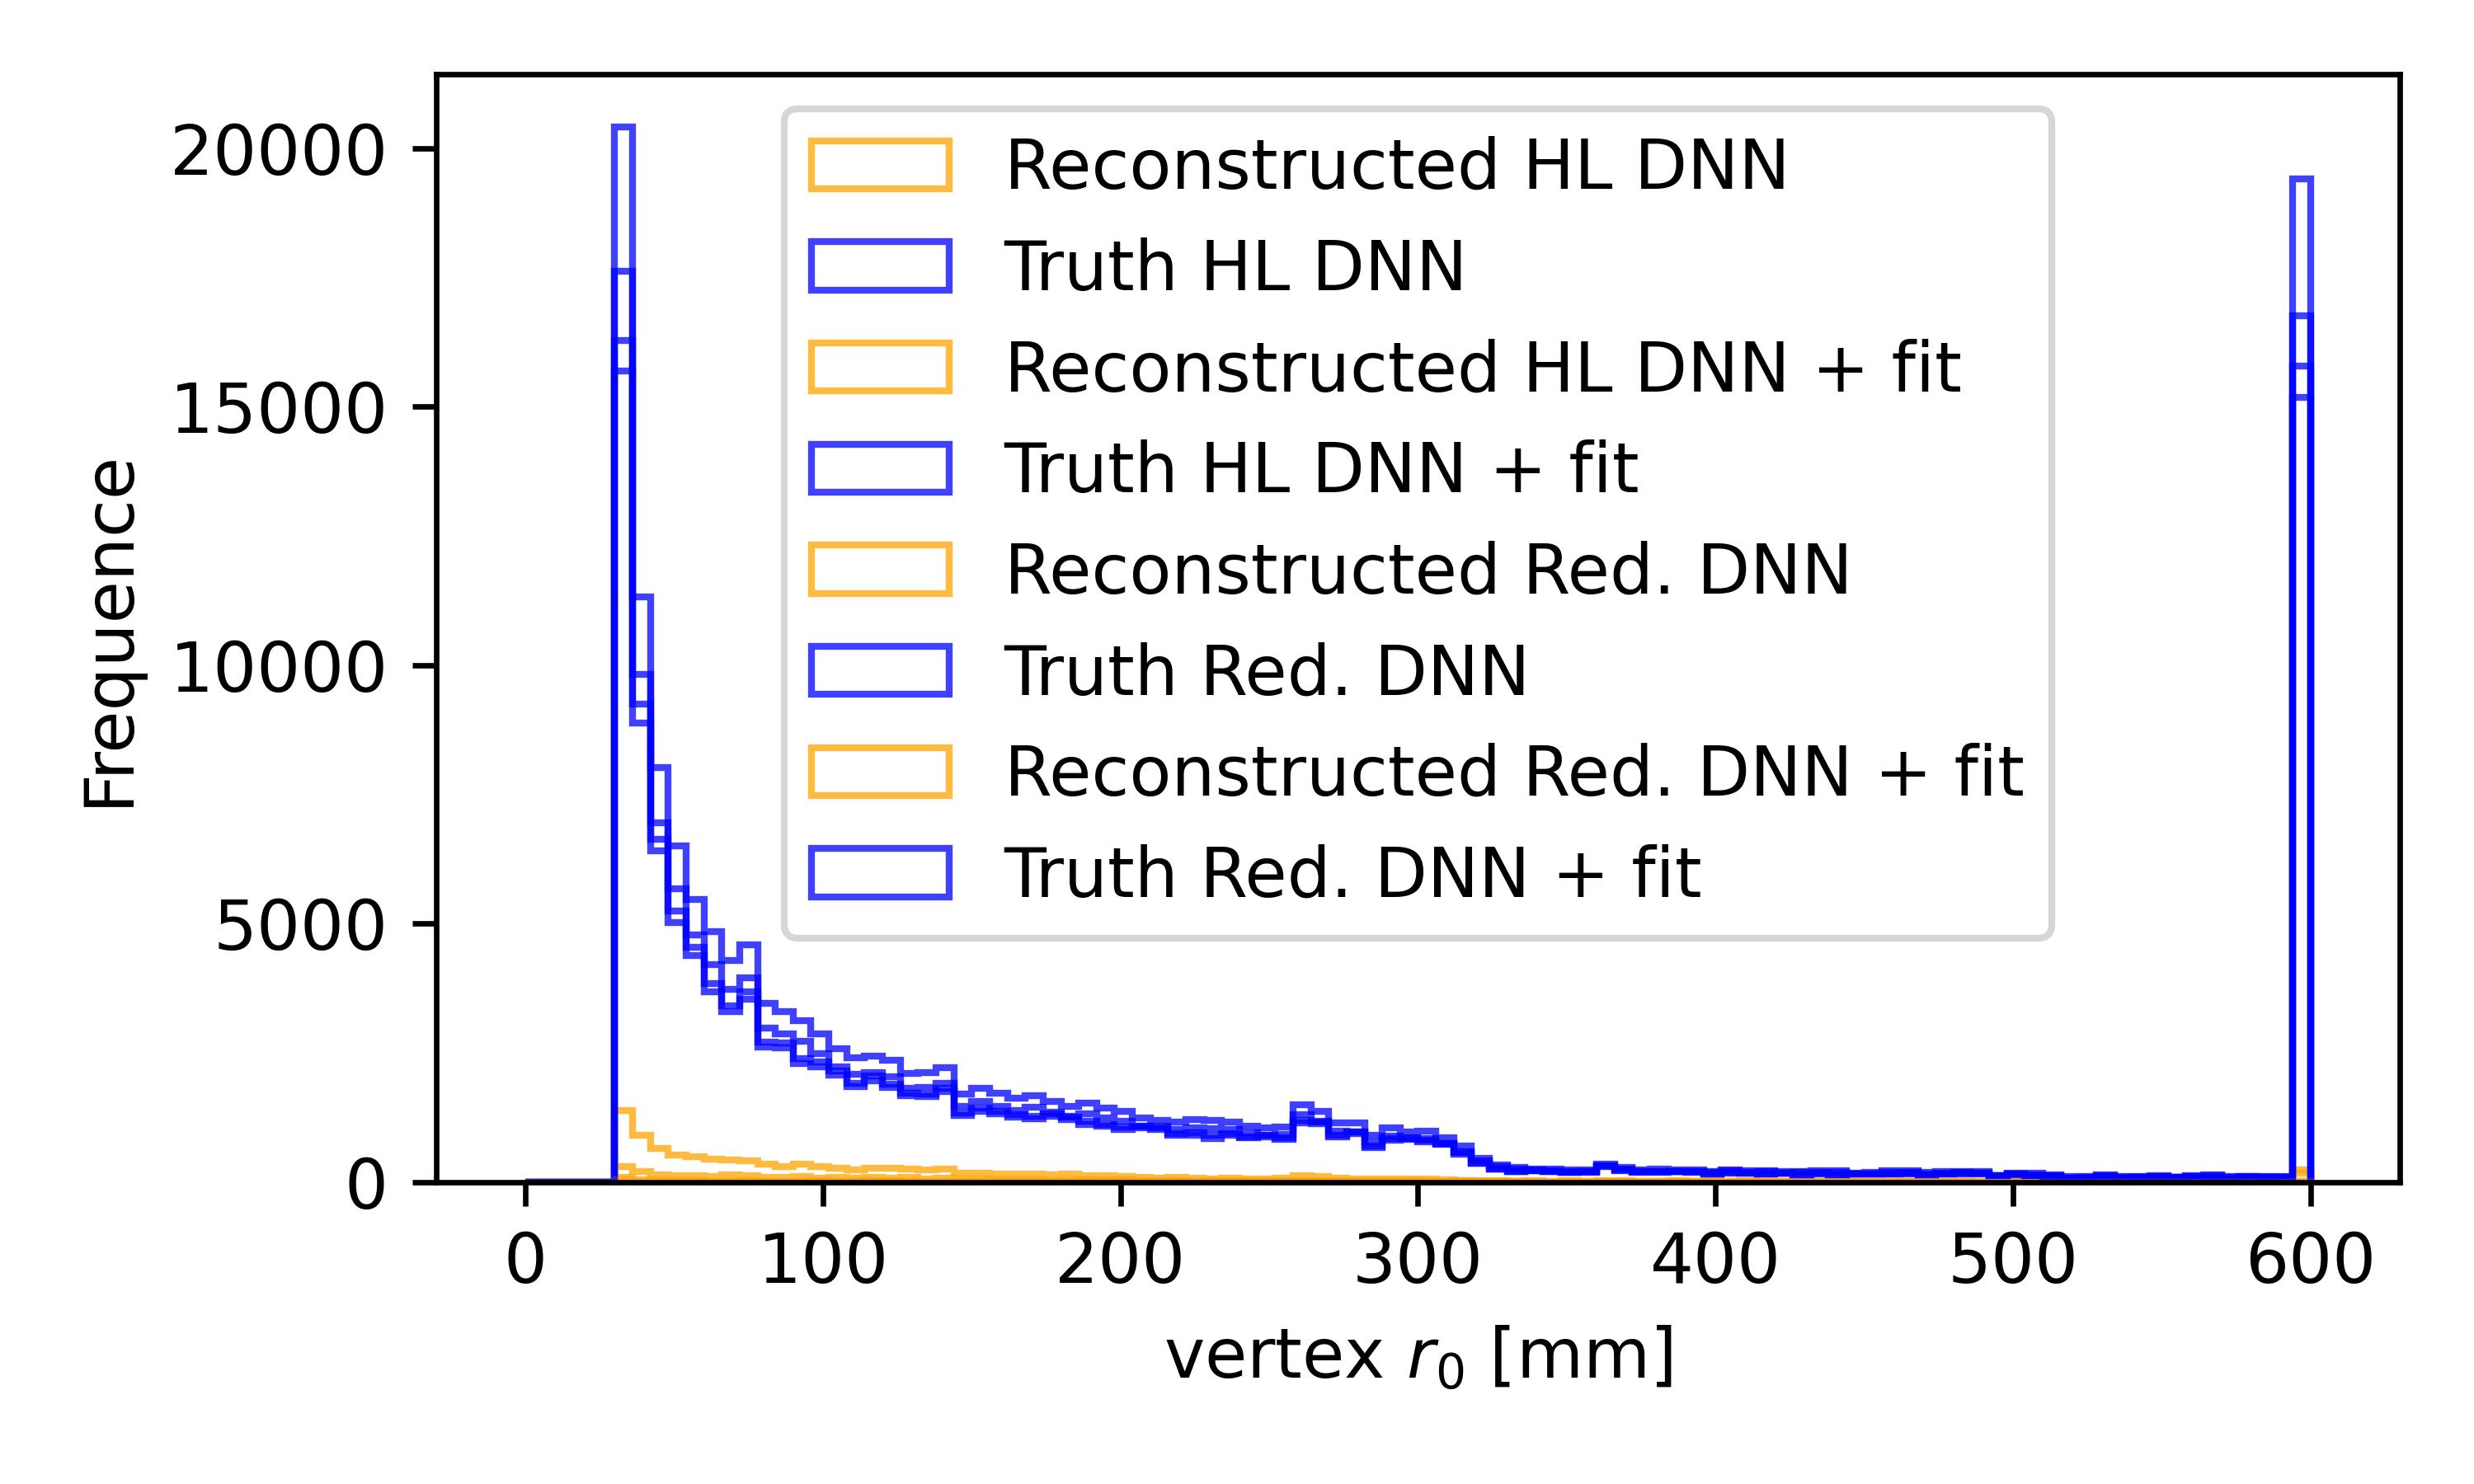 20000
15000
10000
5000
0
Frequence
Reconstructed HL DNN
Truth HL DNN
Reconstructed HL DNN + fit
Truth HL DNN + fit
Reconstructed Red. DNN
Truth Red. DNN
Reconstructed Red. DNN + fit
Truth Red. DNN + fit
0 100 200 300 400 500 600
vertex r₀ [mm]